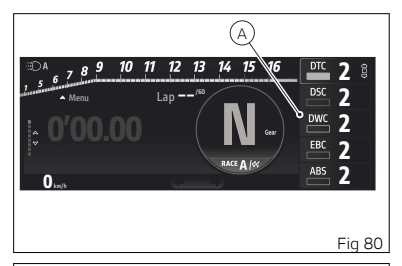 A
A
1 5 6 7 8 9 10 11 12 13 14 15 16
Menu
Lap -- /60
0'00.00
N Gear
RACE A /
0 km/h
DTC 2
DSC 2
DWC 2
EBC 2
ABS 2
Fig 80